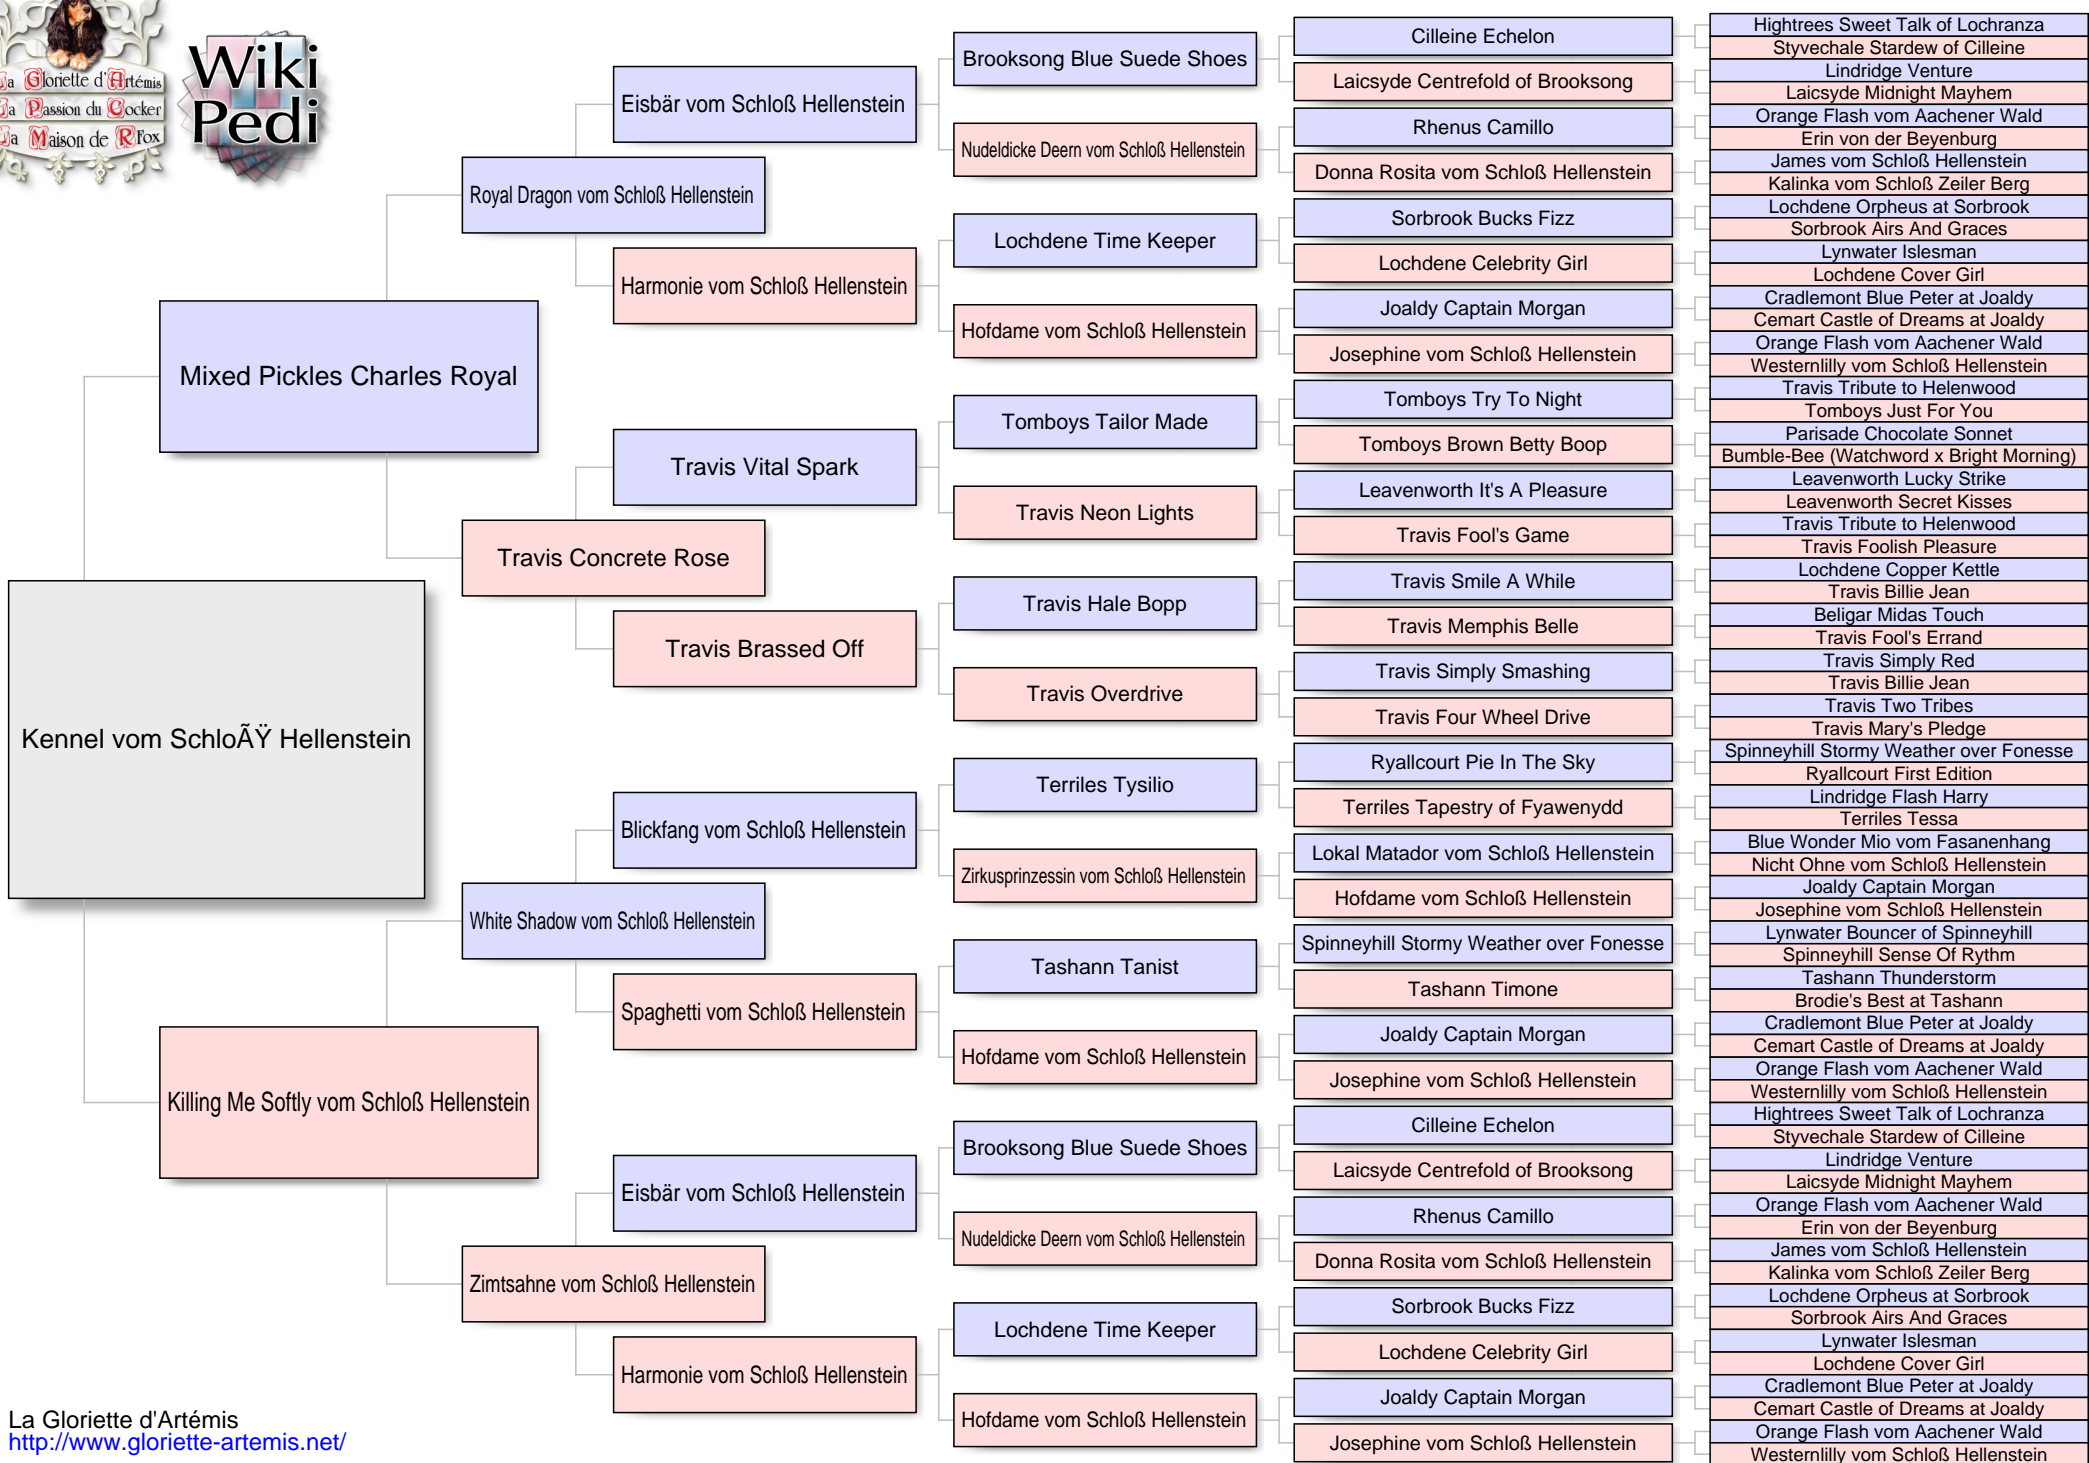 La Gloriette d'Artémis
La Passion du Cocker
La Maison de R'Fox
Wiki
Pedi
Kennel vom SchloÃŸ Hellenstein
Mixed Pickles Charles Royal
Killing Me Softly vom Schloß Hellenstein
Royal Dragon vom Schloß Hellenstein
Travis Concrete Rose
White Shadow vom Schloß Hellenstein
Zimtsahne vom Schloß Hellenstein
Eisbär vom Schloß Hellenstein
Harmonie vom Schloß Hellenstein
Travis Vital Spark
Travis Brassed Off
Blickfang vom Schloß Hellenstein
Spaghetti vom Schloß Hellenstein
Eisbär vom Schloß Hellenstein
Harmonie vom Schloß Hellenstein
Brooksong Blue Suede Shoes
Nudeldicke Deern vom Schloß Hellenstein
Lochdene Time Keeper
Hofdame vom Schloß Hellenstein
Tomboys Tailor Made
Travis Neon Lights
Travis Hale Bopp
Travis Overdrive
Terriles Tysilio
Zirkusprinzessin vom Schloß Hellenstein
Tashann Tanist
Hofdame vom Schloß Hellenstein
Brooksong Blue Suede Shoes
Nudeldicke Deern vom Schloß Hellenstein
Lochdene Time Keeper
Hofdame vom Schloß Hellenstein
Cilleine Echelon
Laicsyde Centrefold of Brooksong
Rhenus Camillo
Donna Rosita vom Schloß Hellenstein
Sorbrook Bucks Fizz
Lochdene Celebrity Girl
Joaldy Captain Morgan
Josephine vom Schloß Hellenstein
Tomboys Try To Night
Tomboys Brown Betty Boop
Leavenworth It's A Pleasure
Travis Fool's Game
Travis Smile A While
Travis Memphis Belle
Travis Simply Smashing
Travis Four Wheel Drive
Ryallcourt Pie In The Sky
Terriles Tapestry of Fyawenydd
Lokal Matador vom Schloß Hellenstein
Hofdame vom Schloß Hellenstein
Spinneyhill Stormy Weather over Fonesse
Tashann Timone
Joaldy Captain Morgan
Josephine vom Schloß Hellenstein
Cilleine Echelon
Laicsyde Centrefold of Brooksong
Rhenus Camillo
Donna Rosita vom Schloß Hellenstein
Sorbrook Bucks Fizz
Lochdene Celebrity Girl
Joaldy Captain Morgan
Josephine vom Schloß Hellenstein
Hightrees Sweet Talk of Lochranza
Styvechale Stardew of Cilleine
Lindridge Venture
Laicsyde Midnight Mayhem
Orange Flash vom Aachener Wald
Erin von der Beyenburg
James vom Schloß Hellenstein
Kalinka vom Schloß Zeiler Berg
Lochdene Orpheus at Sorbrook
Sorbrook Airs And Graces
Lynwater Islesman
Lochdene Cover Girl
Cradlemont Blue Peter at Joaldy
Cemart Castle of Dreams at Joaldy
Orange Flash vom Aachener Wald
Westernlilly vom Schloß Hellenstein
Travis Tribute to Helenwood
Tomboys Just For You
Parisade Chocolate Sonnet
Bumble-Bee (Watchword x Bright Morning)
Leavenworth Lucky Strike
Leavenworth Secret Kisses
Travis Tribute to Helenwood
Travis Foolish Pleasure
Lochdene Copper Kettle
Travis Billie Jean
Beligar Midas Touch
Travis Fool's Errand
Travis Simply Red
Travis Billie Jean
Travis Two Tribes
Travis Mary's Pledge
Spinneyhill Stormy Weather over Fonesse
Ryallcourt First Edition
Lindridge Flash Harry
Terriles Tessa
Blue Wonder Mio vom Fasanenhang
Nicht Ohne vom Schloß Hellenstein
Joaldy Captain Morgan
Josephine vom Schloß Hellenstein
Lynwater Bouncer of Spinneyhill
Spinneyhill Sense Of Rythm
Tashann Thunderstorm
Brodie's Best at Tashann
Cradlemont Blue Peter at Joaldy
Cemart Castle of Dreams at Joaldy
Orange Flash vom Aachener Wald
Westernlilly vom Schloß Hellenstein
Hightrees Sweet Talk of Lochranza
Styvechale Stardew of Cilleine
Lindridge Venture
Laicsyde Midnight Mayhem
Orange Flash vom Aachener Wald
Erin von der Beyenburg
James vom Schloß Hellenstein
Kalinka vom Schloß Zeiler Berg
Lochdene Orpheus at Sorbrook
Sorbrook Airs And Graces
Lynwater Islesman
Lochdene Cover Girl
Cradlemont Blue Peter at Joaldy
Cemart Castle of Dreams at Joaldy
Orange Flash vom Aachener Wald
Westernlilly vom Schloß Hellenstein
La Gloriette d'Artémis
http://www.gloriette-artemis.net/